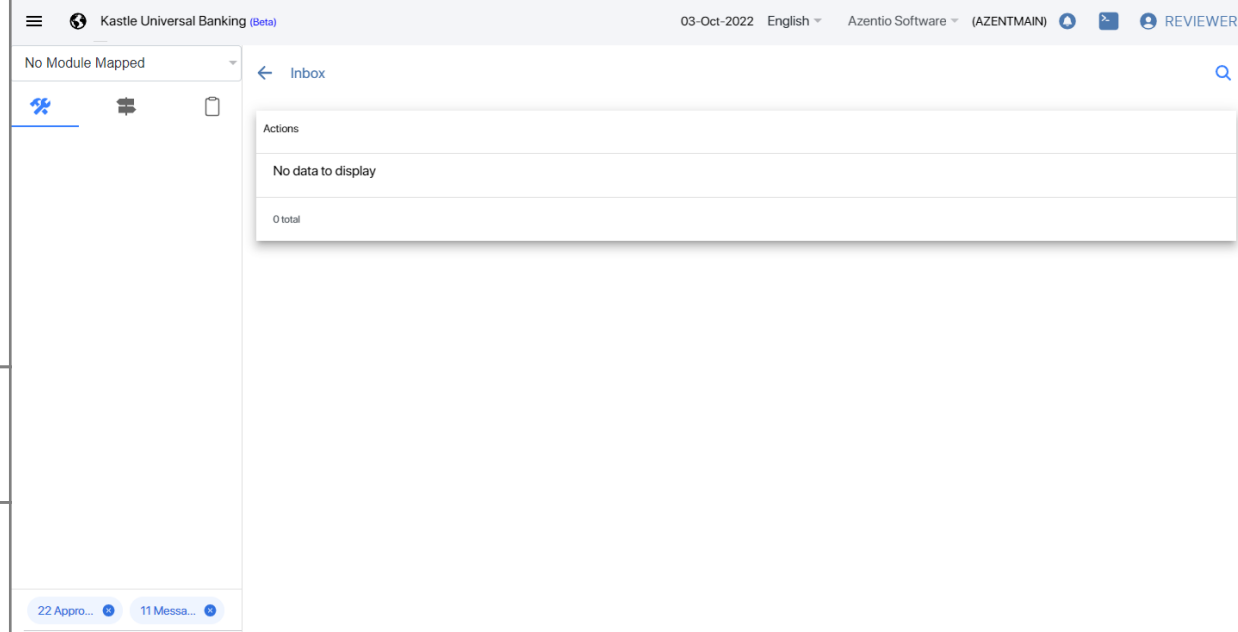 Kastle Universal Banking (Beta) 03-Oct-2022 English Azentio Software (AZENTMAIN) REVIEWER
No Module Mapped
Inbox
Actions
No data to display
0 total
22 Appro... 11 Messa...